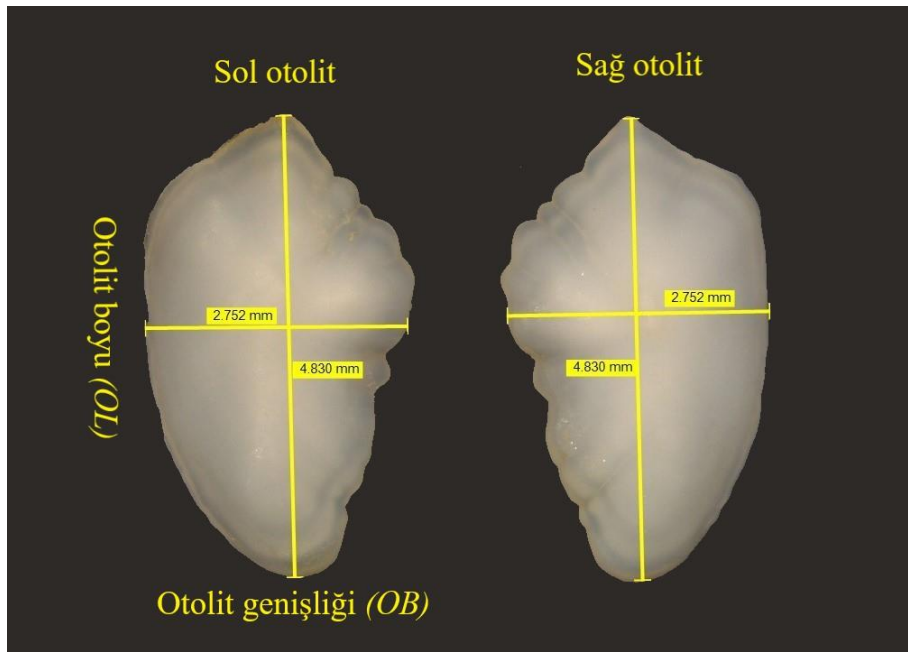 Sol otolit
Sağ otolit
Otolit boyu (OL)
2.752 mm
2.752 mm
4.830 mm
4.830 mm
Otolit genişliği (OB)